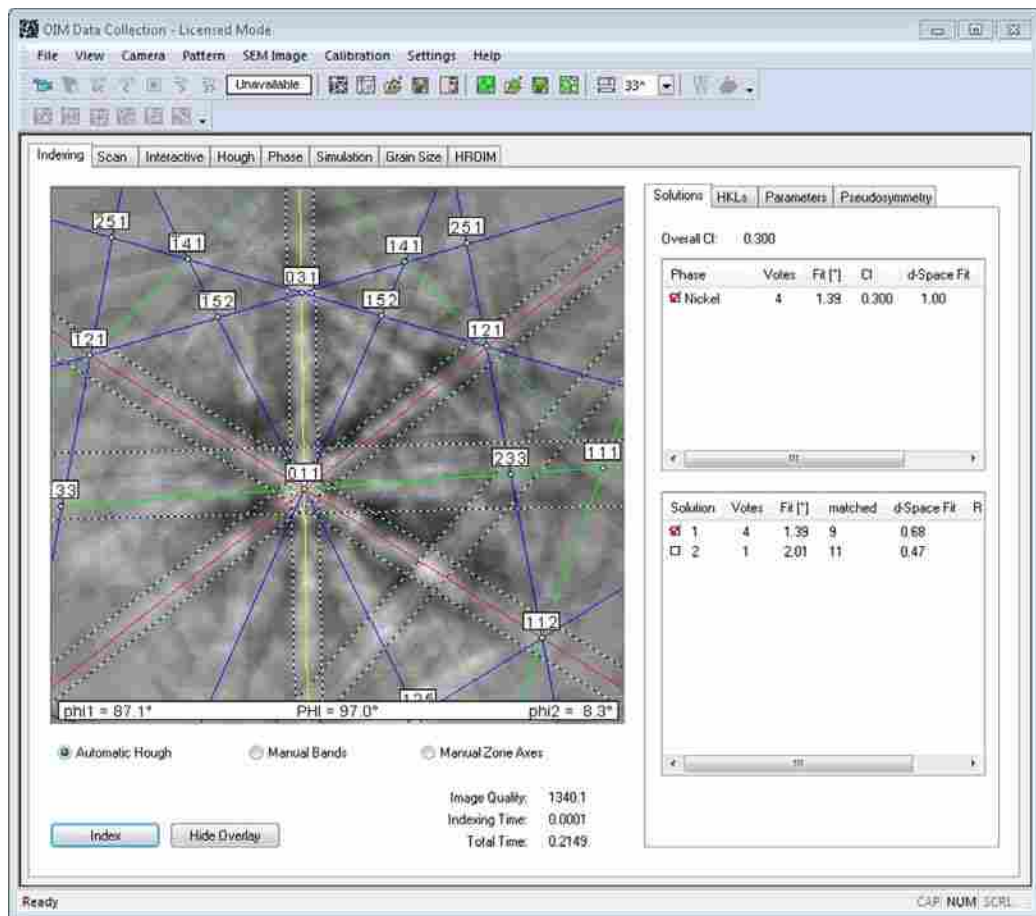 OIM Data Collection - Licensed Mode
File View Camera Pattern SEM Image Calibration Settings Help
Unavailable 33^
Indexing Scan Interactive Hough Phase Simulation Grain Size HROIM
Solutions HKLs Parameters Pseudosymmetry
Overall CI: 0.300
Phase Votes Fit [°] CI d-Space Fit
Nickel 4 1.39 0.300 1.00
251 251
141 141
031
152 152
121 121
011 233 111
33
112
125
phi1 = 87.1° PHI = 97.0° phi2 = 8.3°
Solution Votes Fit [°] matched d-Space Fit R
1 4 1.39 9 0.68
2 1 2.01 11 0.47
Automatic Hough Manual Bands Manual Zone Axes
Image Quality: 1340.1
Indexing Time: 0.0001
Total Time: 0.2149
Index Hide Overlay
Ready CAP NUM SCRL